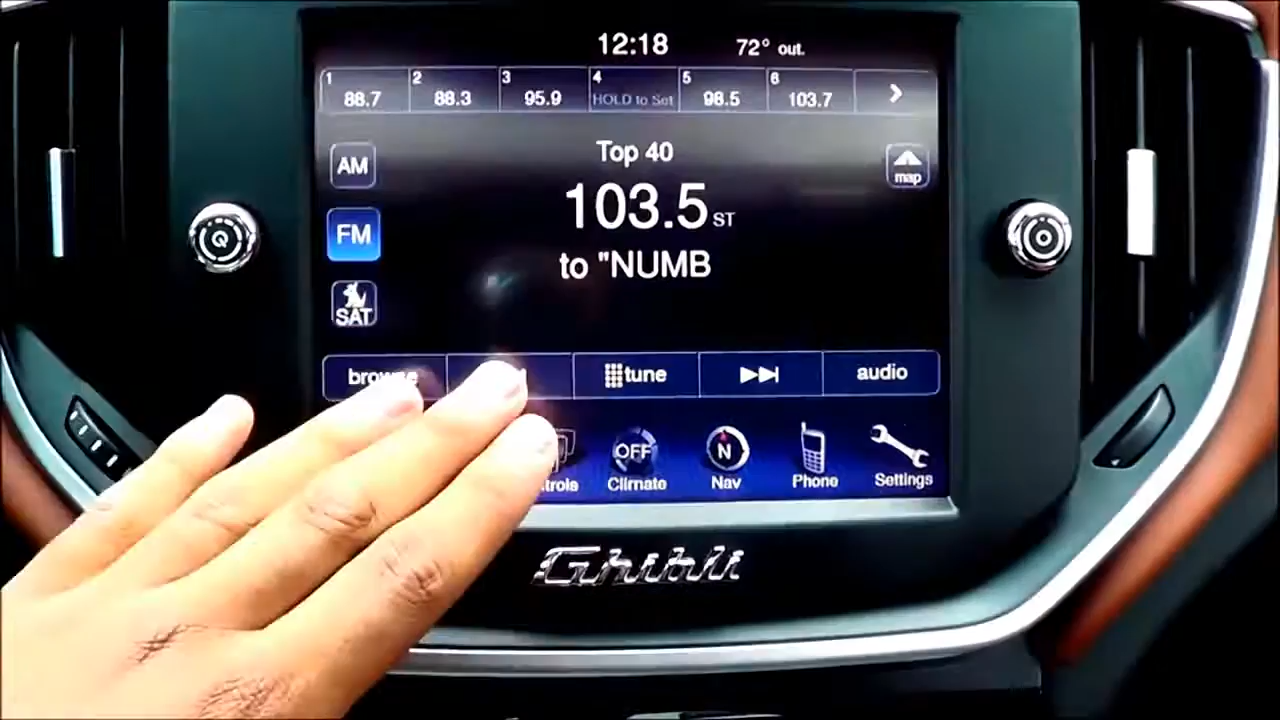 12:18 72° out.
1 2 3 4 5 6
88.7 88.3 95.9 HOLD to Set 98.5 103.7
AM Top 40 map
103.5 ST
FM
to "NUMB
SAT
browse tune audio
OFF N
trols Climate Nav Phone Settings
Ghibli